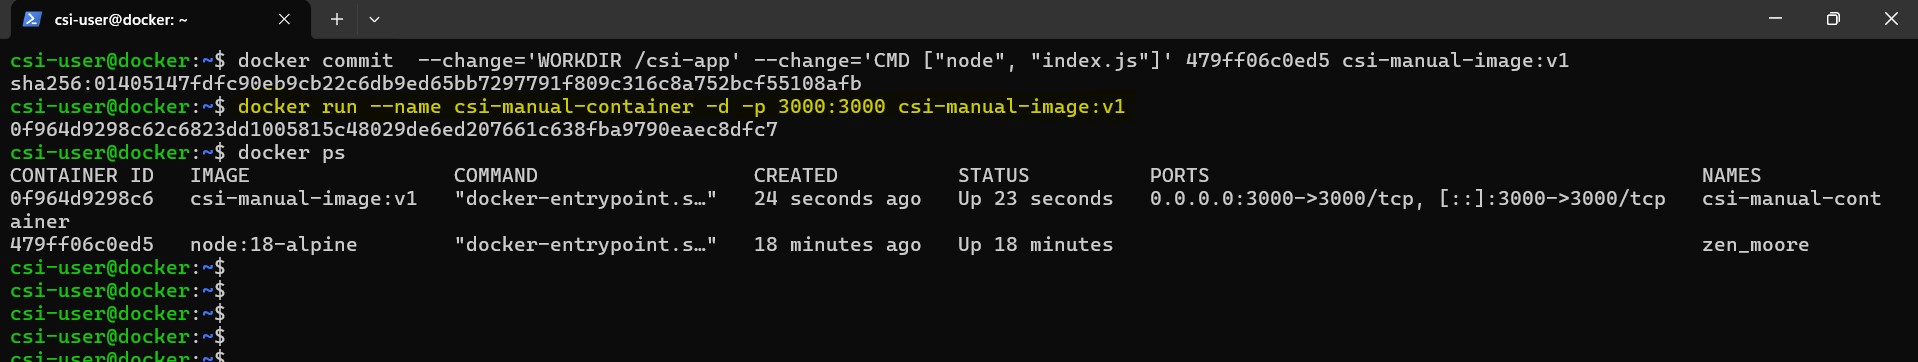 csi-user@docker: ~
csi-user@docker:~$ docker commit  --change='WORKDIR /csi-app' --change='CMD ["node", "index.js"]' 479ff06c0ed5 csi-manual-image:v1
sha256:01405147fdfc90eb9cb22c6db9ed65bb7297791f809c316c8a752bcf55108afb
csi-user@docker:~$ docker run --name csi-manual-container -d -p 3000:3000 csi-manual-image:v1
0f964d9298c62c6823dd1005815c48029de6ed207661c638fba9790eaec8dfc7
csi-user@docker:~$ docker ps
CONTAINER ID   IMAGE                 COMMAND                  CREATED          STATUS          PORTS                                         NAMES
0f964d9298c6   csi-manual-image:v1   "docker-entrypoint.s…"   24 seconds ago   Up 23 seconds   0.0.0.0:3000->3000/tcp, [::]:3000->3000/tcp   csi-manual-cont
ainer
479ff06c0ed5   node:18-alpine        "docker-entrypoint.s…"   18 minutes ago   Up 18 minutes                                                 zen_moore
csi-user@docker:~$
csi-user@docker:~$
csi-user@docker:~$
csi-user@docker:~$
csi-user@docker:~$